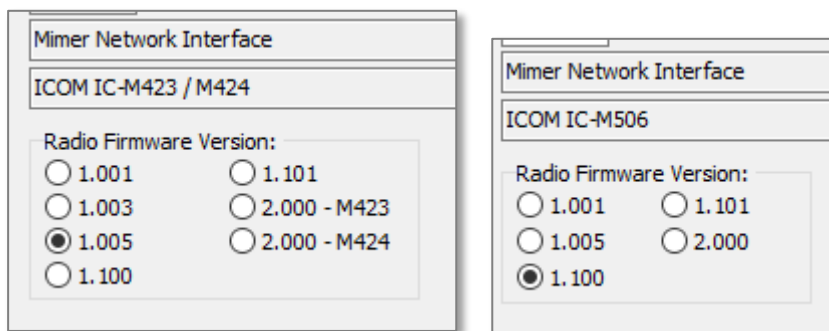 Mimer Network Interface
ICOM IC-M423 / M424
Radio Firmware Version:
1.001 1.101
1.003 2.000 - M423
1.005 2.000 - M424
1.100
Mimer Network Interface
ICOM IC-M506
Radio Firmware Version:
1.001 1.101
1.005 2.000
1.100